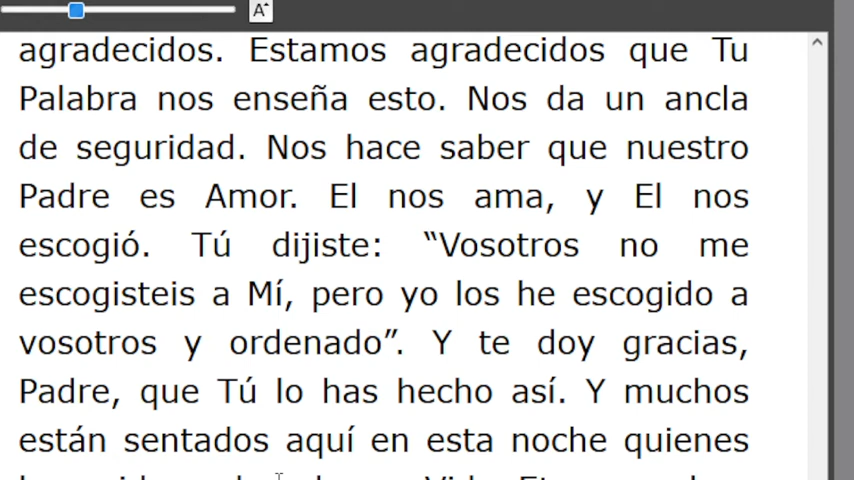 A
agradecidos. Estamos agradecidos que Tu
Palabra nos enseña esto. Nos da un ancla
de seguridad. Nos hace saber que nuestro
Padre es Amor. El nos ama, y El nos
escogió. Tú dijiste: “Vosotros no me
escogisteis a Mí, pero yo los he escogido a
vosotros y ordenado”. Y te doy gracias,
Padre, que Tú lo has hecho así. Y muchos
están sentados aquí en esta noche quienes